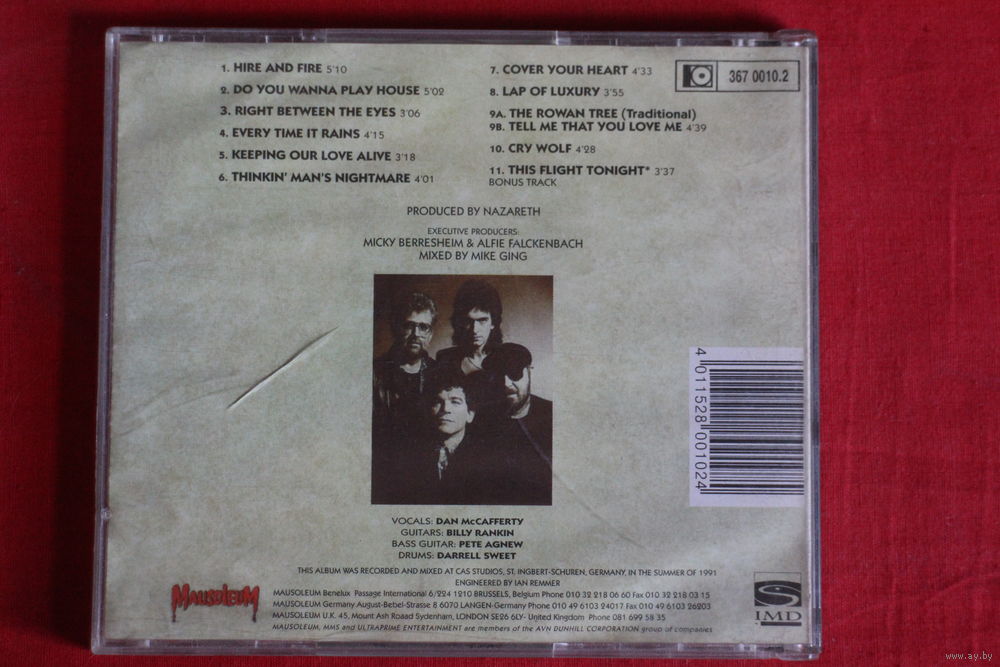 1. HIRE AND FIRE 5'10
2. DO YOU WANNA PLAY HOUSE 5'02
3. RIGHT BETWEEN THE EYES 3'06
4. EVERY TIME IT RAINS 4'15
5. KEEPING OUR LOVE ALIVE 3'18
6. THINKIN' MAN'S NIGHTMARE 4'01
7. COVER YOUR HEART 4'33
8. LAP OF LUXURY 3'55
9A. THE ROWAN TREE (Traditional)
9B. TELL ME THAT YOU LOVE ME 4'39
10. CRY WOLF 4'28
11. THIS FLIGHT TONIGHT* 3'37
BONUS TRACK
367 0010.2
PRODUCED BY NAZARETH
EXECUTIVE PRODUCERS:
MICKY BERRESHEIM & ALFIE FALCKENBACH
MIXED BY MIKE GING
4 011528 001024
VOCALS: DAN McCAFFERTY
GUITARS: BILLY RANKIN
BASS GUITAR: PETE AGNEW
DRUMS: DARRELL SWEET
THIS ALBUM WAS RECORDED AND MIXED AT CAS STUDIOS, ST. INGBERT-SCHUREN, GERMANY, IN THE SUMMER OF 1991
ENGINEERED BY IAN REMMER
MAUSOLEUM
MAUSOLEUM Benelux Passage International 6/224 1210 BRUSSELS, Belgium Phone 010 32 218 06 60 Fax 010 32 218 03 15
MAUSOLEUM Germany August-Bebel-Strasse 8 6070 LANGEN-Germany Phone 010 49 6103 24017 Fax 010 49 6103 26203
MAUSOLEUM U.K. 45, Mount Ash Roaad Sydenham, LONDON SE26 6LY- United Kingdom Phone 081 699 58 35
MAUSOLEUM, MMS and ULTRAPRIME ENTERTAINMENT are members of the AVN DUNHILL CORPORATION group of companies
IMD
www.ay.by